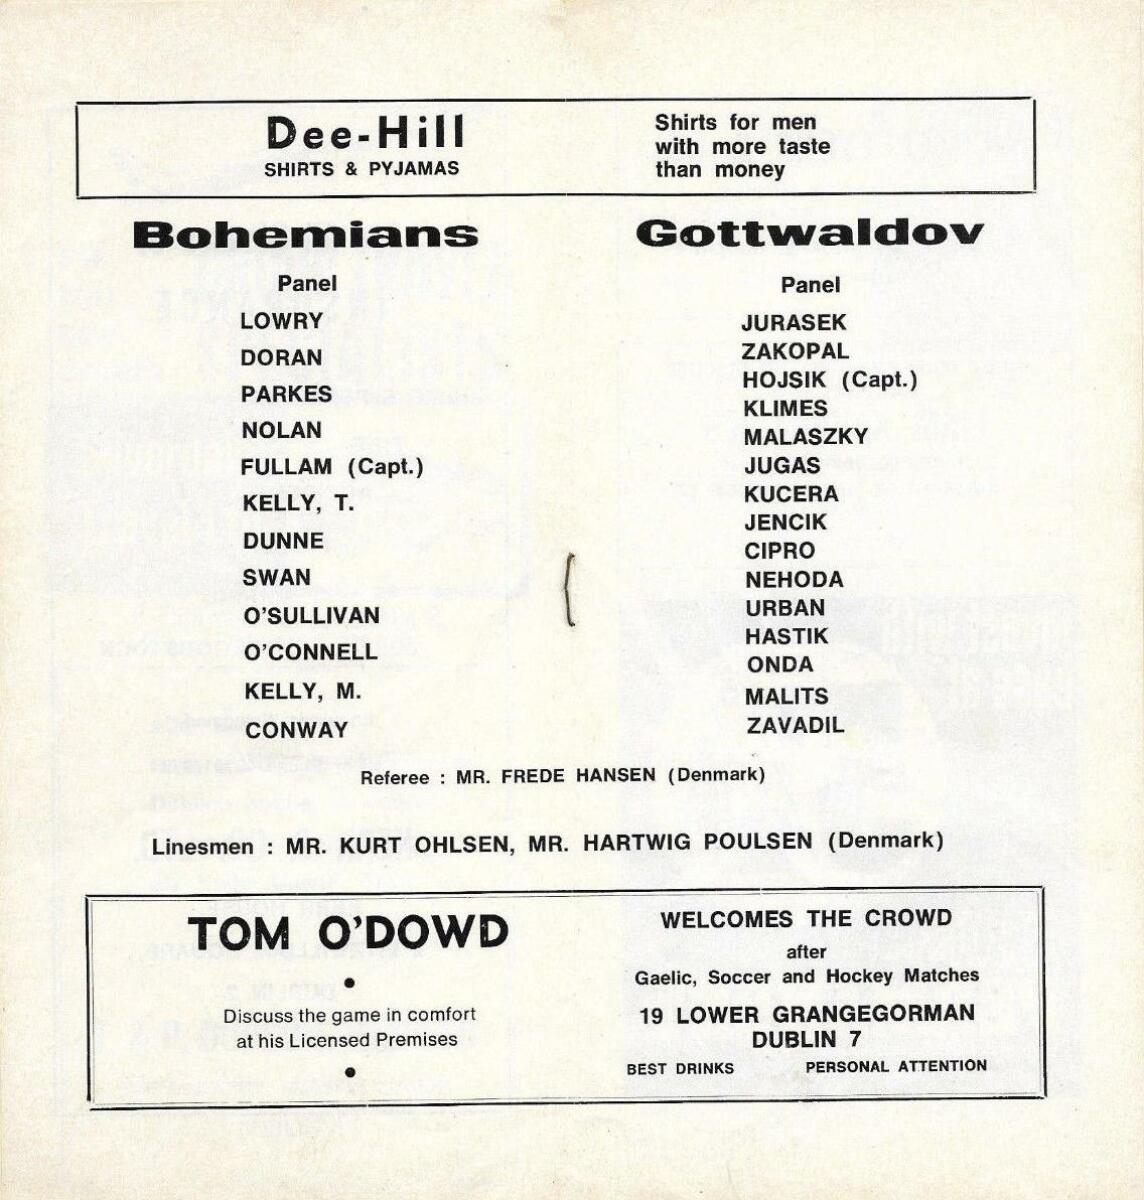 Dee-Hill
SHIRTS & PYJAMAS
Shirts for men
with more taste
than money
Bohemians
Panel
LOWRY
DORAN
PARKES
NOLAN
FULLAM (Capt.)
KELLY, T.
DUNNE
SWAN
O'SULLIVAN
O'CONNELL
KELLY, M.
CONWAY
Gottwaldov
Panel
JURASEK
ZAKOPAL
HOJSIK (Capt.)
KLIMES
MALASZKY
JUGAS
KUCERA
JENCIK
CIPRO
NEHODA
URBAN
HASTIK
ONDA
MALITS
ZAVADIL
Referee : MR. FREDE HANSEN (Denmark)
Linesmen : MR. KURT OHLSEN, MR. HARTWIG POULSEN (Denmark)
TOM O'DOWD
Discuss the game in comfort
at his Licensed Premises
WELCOMES THE CROWD
after
Gaelic, Soccer and Hockey Matches
19 LOWER GRANGEGORMAN
DUBLIN 7
BEST DRINKS PERSONAL ATTENTION